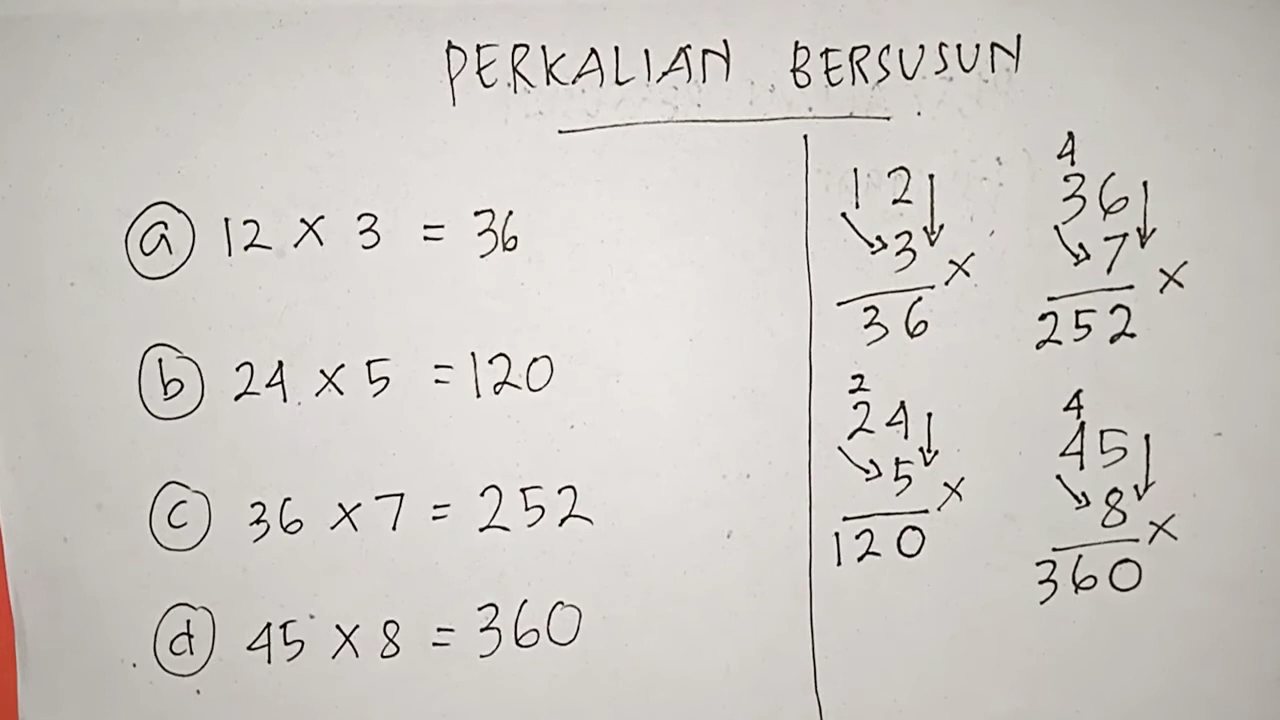 PERKALIAN BERSUSUN
a 12 x 3 = 36
b 24 x 5 = 120
c 36 x 7 = 252
d 45 x 8 = 360
12
3 x
36
4
36
7 x
252
2
24
5 x
120
4
45
8 x
360